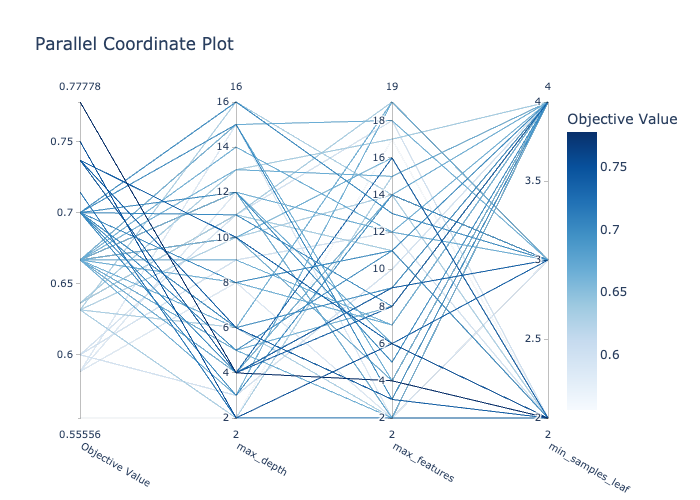 Parallel Coordinate Plot
0.77778 16 19 4
16 4
Objective Value
18
0.75 14 16 3.5 0.75
12 14
0.7 12 0.7
10 3
10
0.65 8 8 0.65
6 6 2.5
0.6 4 4 0.6
2 2 2
0.55556 2 2 2
Objective Value
max_depth
max_features
min_samples_leaf